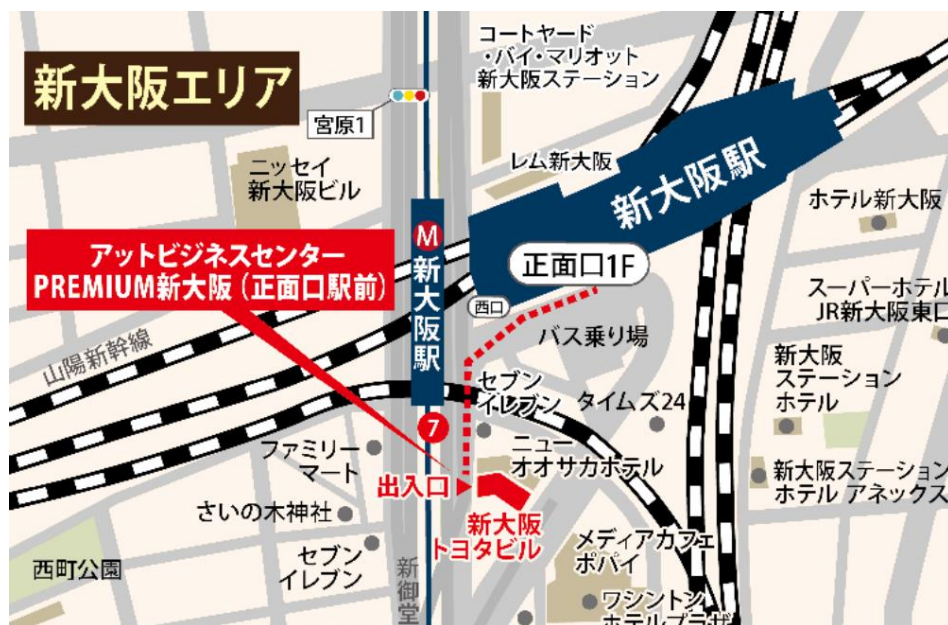 新大阪エリア
コートヤード
・バイ・マリオット
新大阪ステーション
宮原1
ニッセイ
新大阪ビル
レム新大阪
新大阪駅
ホテル新大阪
アットビジネスセンター
PREMIUM新大阪（正面口駅前）
M
新大阪駅
正面口1F
西口
バス乗り場
スーパーホテル
JR新大阪東口
山陽新幹線
新大阪
ステーション
ホテル
セブン
イレブン
タイムズ24
7
ファミリー
マート
ニュー
オオサカホテル
出入口
新大阪
トヨタビル
新大阪ステーション
ホテル アネックス
さいの木神社
セブン
イレブン
西町公園
新御堂
メディアカフェ
ポパイ
ワシントン
ホテルプラザ